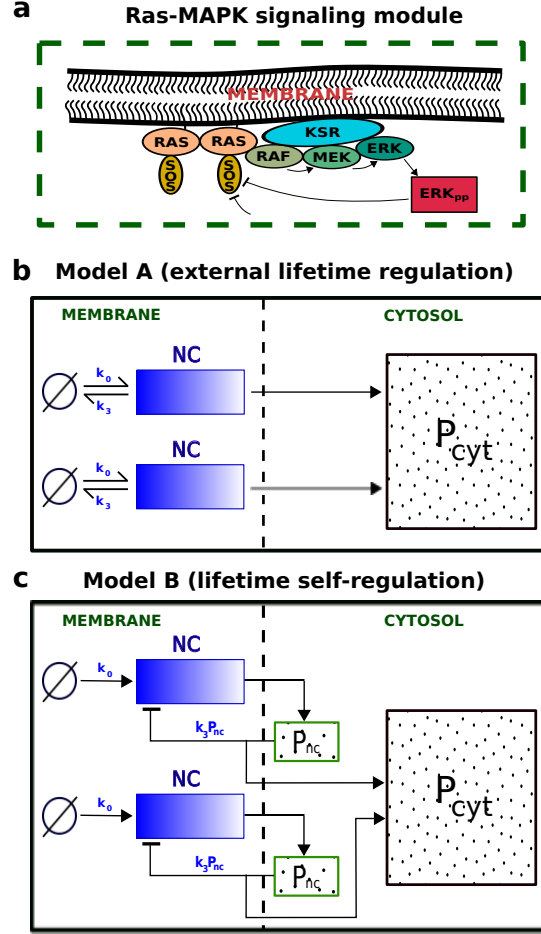 a
Ras-MAPK signaling module
MEMBRANE
RAS
RAS
KSR
RAF
MEK
ERK
SOS
SOS
ERKpp
b
Model A (external lifetime regulation)
MEMBRANE
CYTOSOL
NC
k0
k3
NC
k0
k3
Pcyt
c
Model B (lifetime self-regulation)
MEMBRANE
CYTOSOL
NC
k0
k3Pnc
Pnc
NC
k0
k3Pnc
Pnc
Pcyt